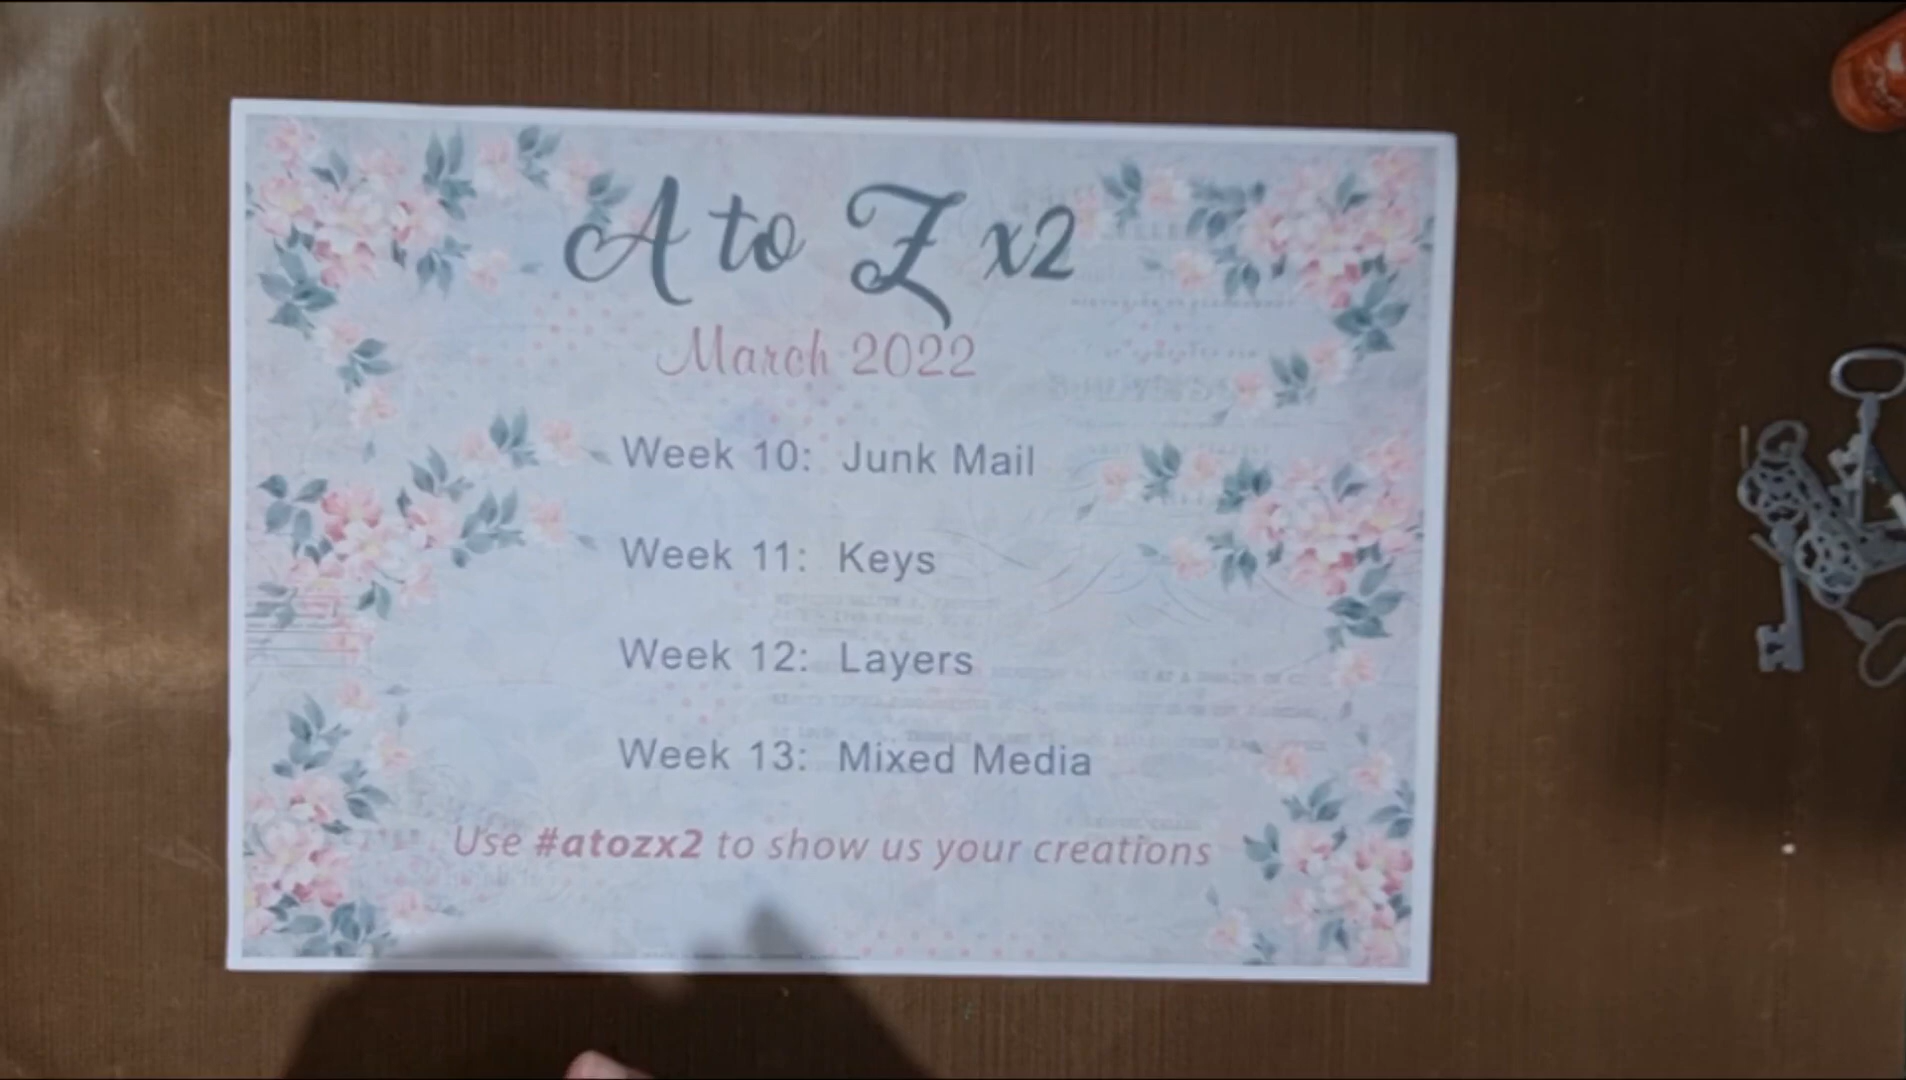 A to Z x2
March 2022
Week 10: Junk Mail
Week 11: Keys
Week 12: Layers
Week 13: Mixed Media
Use #atozx2 to show us your creations